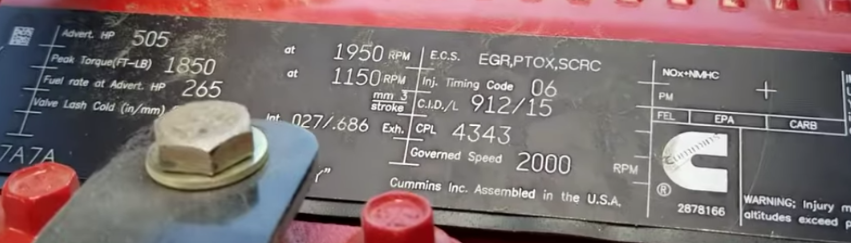 Advert. HP 505 at 1950 RPM
Peak Torque(FT-LB) 1850 at 1150 RPM
Fuel rate at Advert. HP 265 mm 3 stroke
Valve Lash Cold (in/mm) Int .027/.686 Exh.
7A7A
E.C.S. EGR,PTOX,SCRC
Inj. Timing Code 06
C.I.D./L 912/15
CPL 4343
Governed Speed 2000 RPM
Cummins Inc. Assembled in the U.S.A.
NOx+NMHC
PM
FEL EPA CARB
Cummins
®
2878166
WARNING: Injury m
altitudes exceed